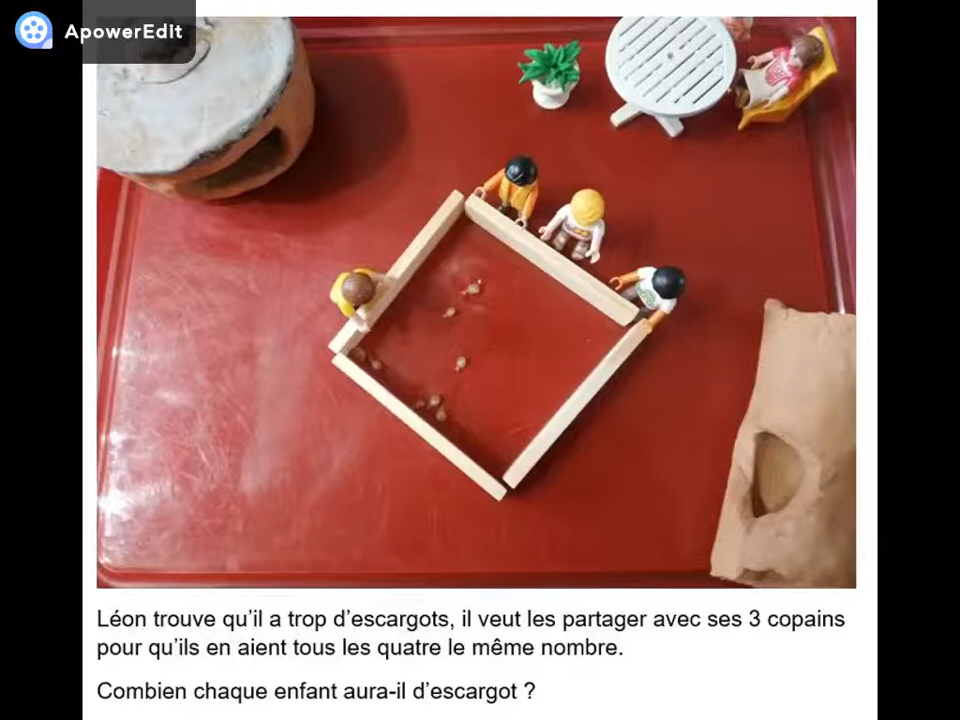 ApowerEdit
Léon trouve qu'il a trop d'escargots, il veut les partager avec ses 3 copains
pour qu'ils en aient tous les quatre le même nombre.
Combien chaque enfant aura-il d'escargot ?